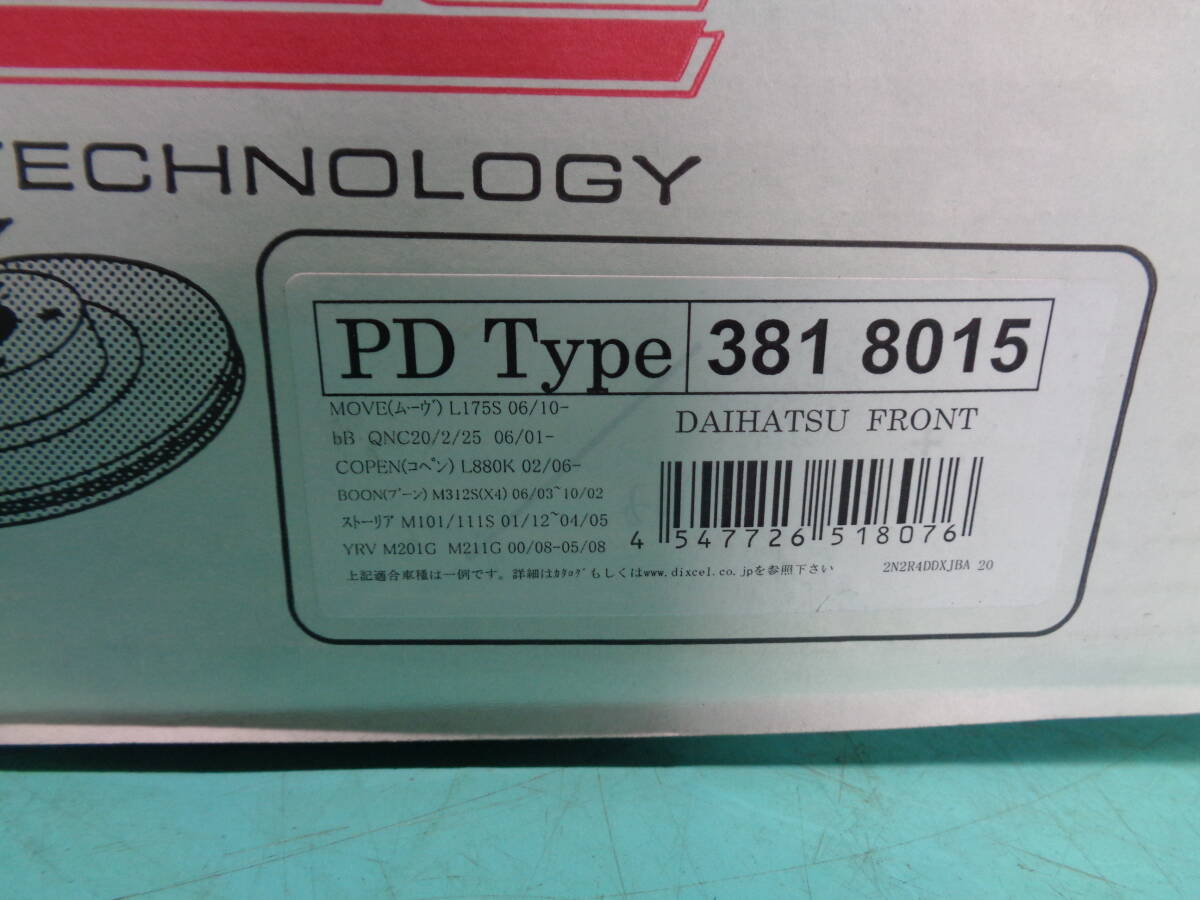 TECHNOLOGY
PD Type 381 8015
MOVE(ムーヴ) L175S 06/10-
bB QNC20/2/25 06/01-
COPEN(コペン) L880K 02/06-
BOON(ブーン) M312S(X4) 06/03~10/02
ストーリア M101/111S 01/12~04/05
YRV M201G M211G 00/08-05/08
DAIHATSU FRONT
4 547726 518076
上記適合車種は一例です。詳細はカタログもしくはwww.dixcel.co.jpを参照下さい
2N2R4DDXJBA 20